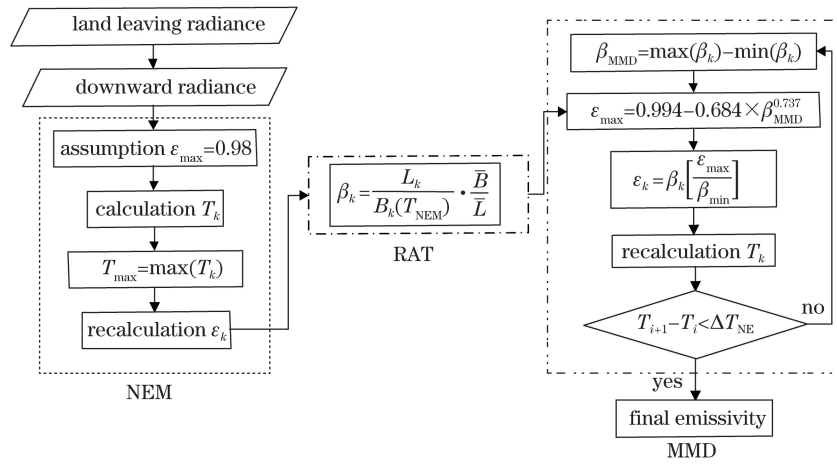 land leaving radiance
downward radiance
assumption ε_max=0.98
calculation T_k
T_max=max(T_k)
recalculation ε_k
NEM
β_k = L_k / B_k(T_NEM) · B̄ / L̄
RAT
β_MMD=max(β_k)−min(β_k)
ε_max=0.994−0.684×β_MMD^0.737
ε_k=β_k[ε_max / β_min]
recalculation T_k
T_{i+1}−T_i<ΔT_NE
no
yes
final emissivity
MMD